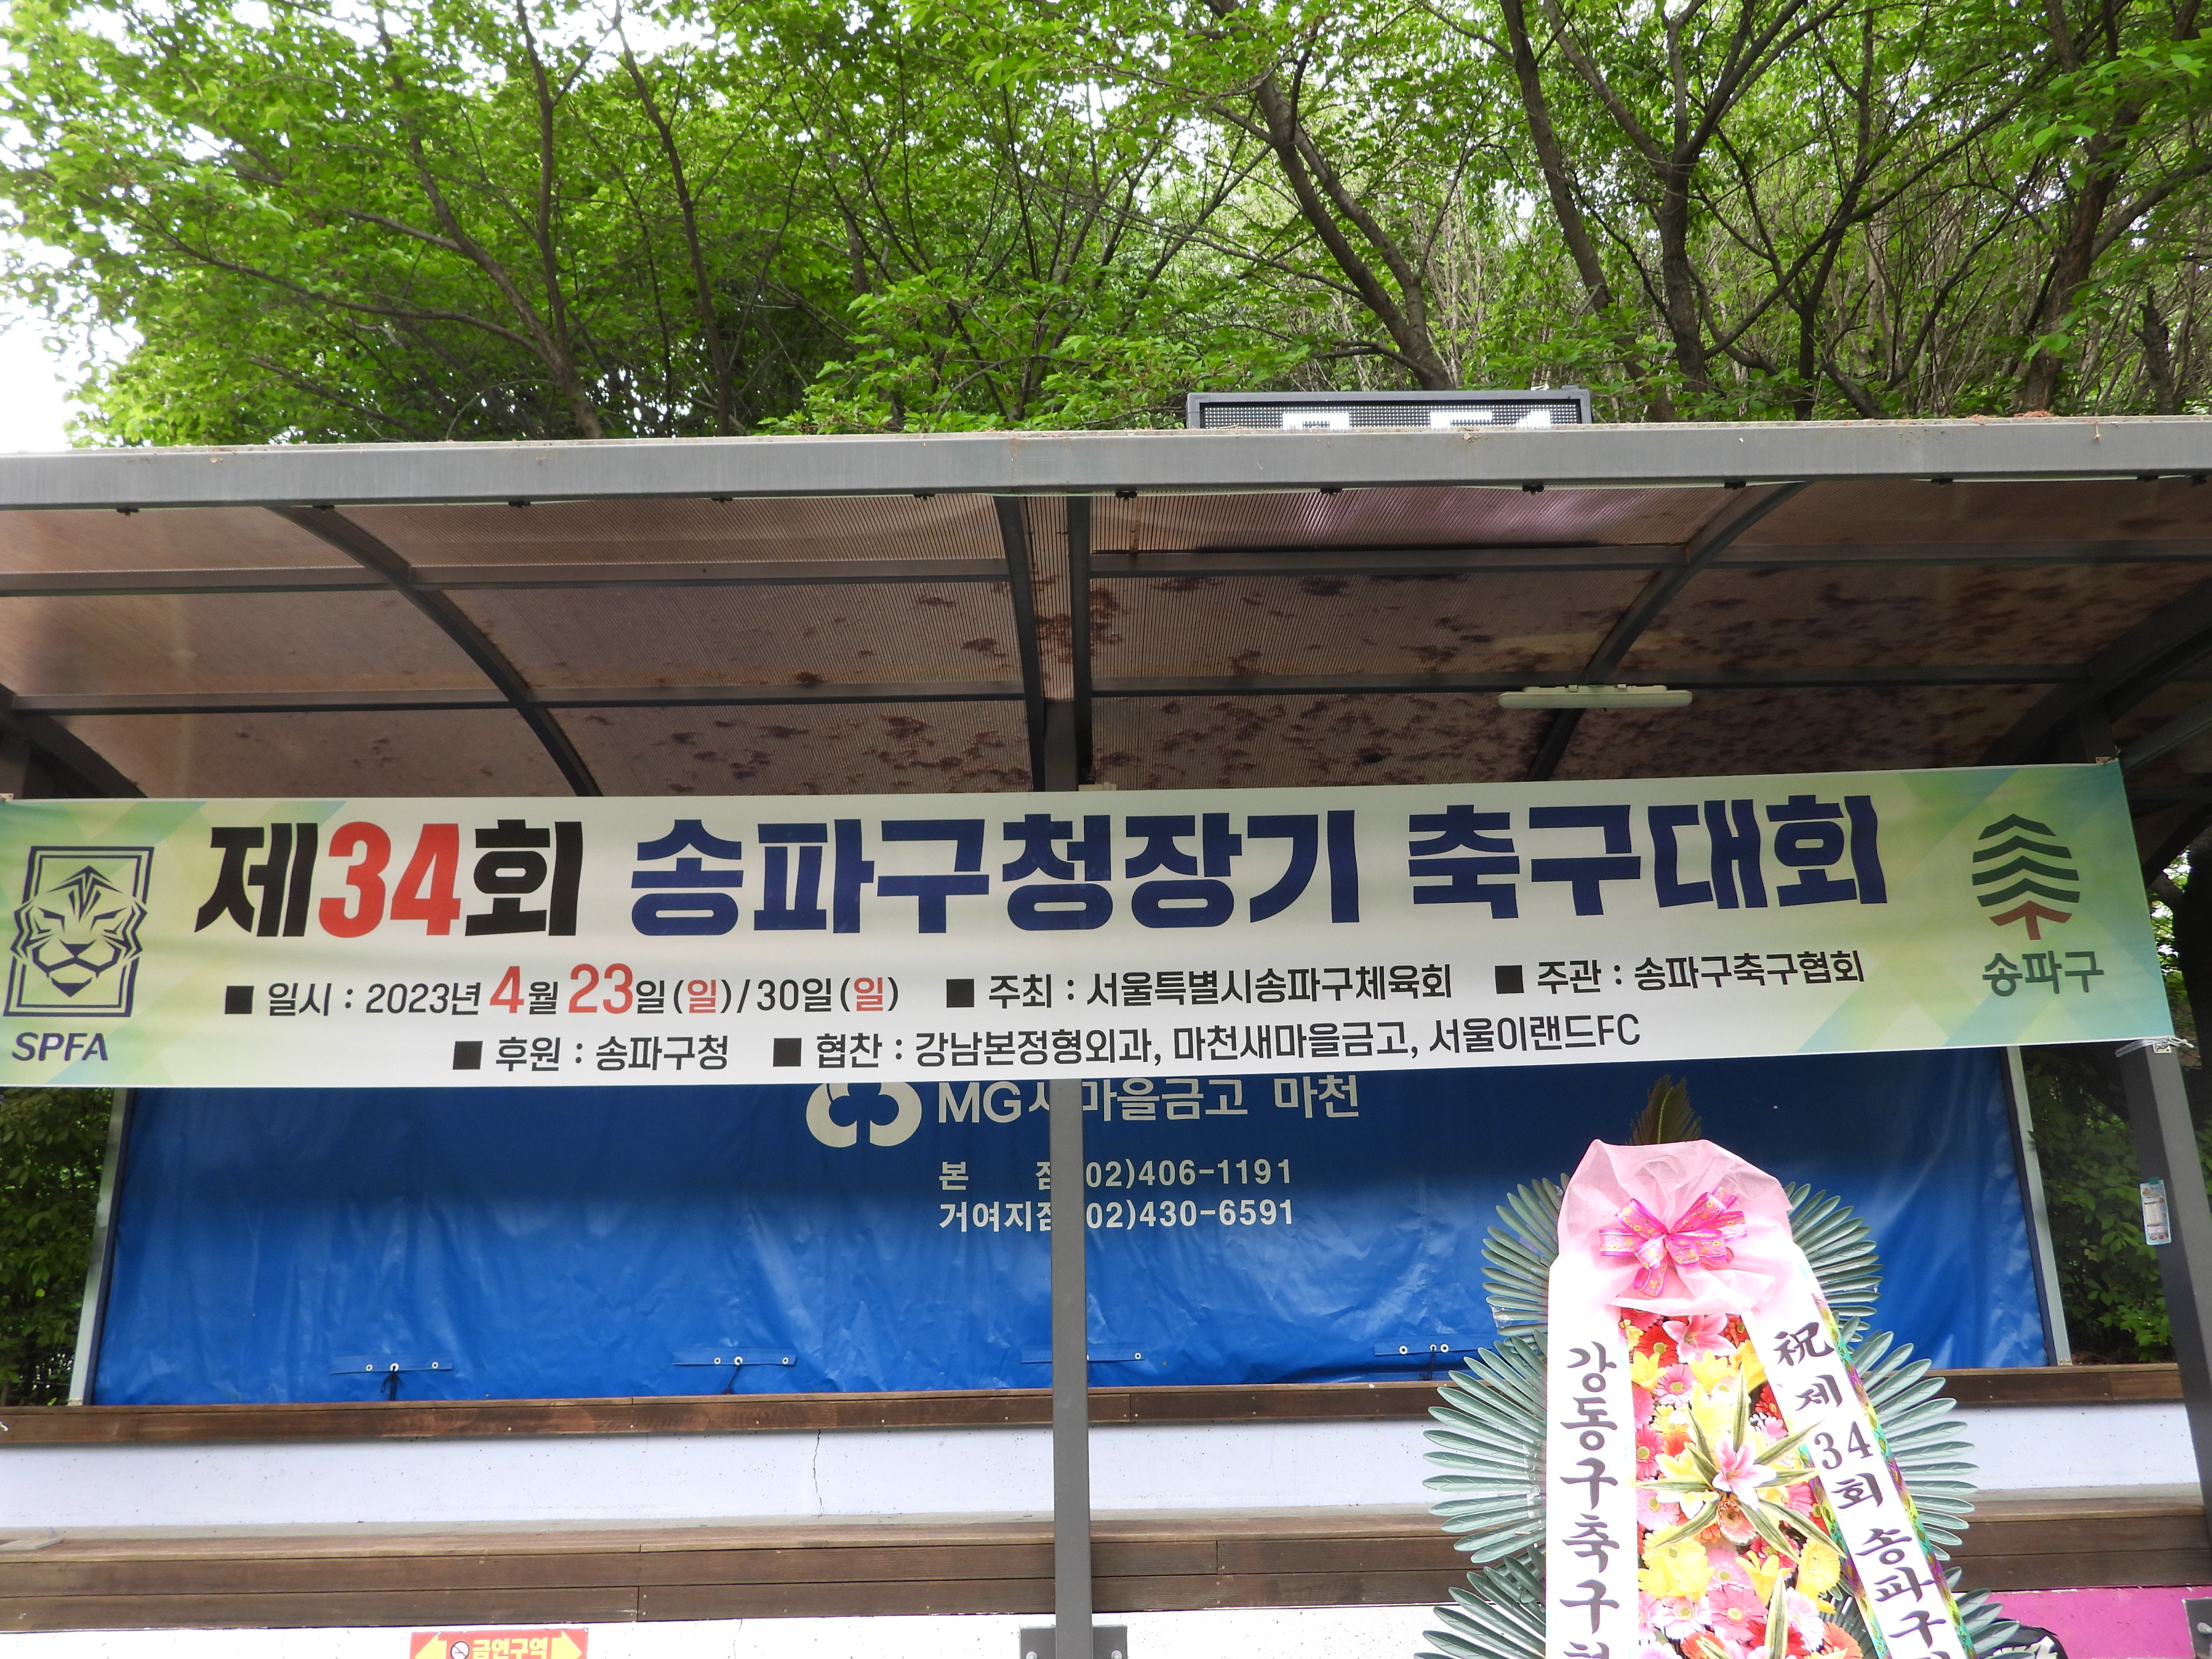 제34회 송파구청장기 축구대회
■ 일시 : 2023년 4월 23일(일)/30일(일) ■ 주최 : 서울특별시송파구체육회 ■ 주관 : 송파구축구협회
■ 후원 : 송파구청 ■ 협찬 : 강남본정형외과, 마천새마을금고, 서울이랜드FC
SPFA
송파구
MG새마을금고 마천
본 점 02)406-1191
거여지점 02)430-6591
강동구축구
祝 제34회 송파구
금연구역